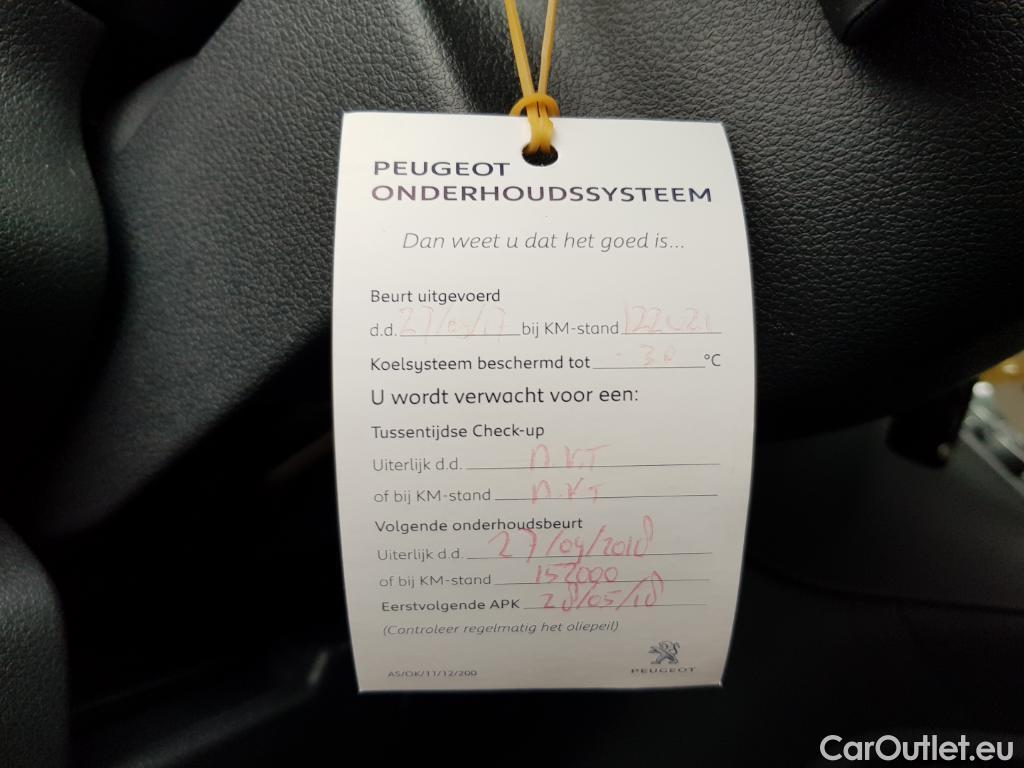 PEUGEOT
ONDERHOUDSSYSTEEM
Dan weet u dat het goed is...
Beurt uitgevoerd
d.d. bij KM-stand
Koelsysteem beschermd tot -30 °C
U wordt verwacht voor een:
Tussentijdse Check-up
Uiterlijk d.d. n.v.T
of bij KM-stand n.v.T
Volgende onderhoudsbeurt
Uiterlijk d.d. 27/09/2018
of bij KM-stand 152000
Eerstvolgende APK 28/05/18
(Controleer regelmatig het oliepeil)
AS/OK/11/12/200
PEUGEOT
CarOutlet.eu